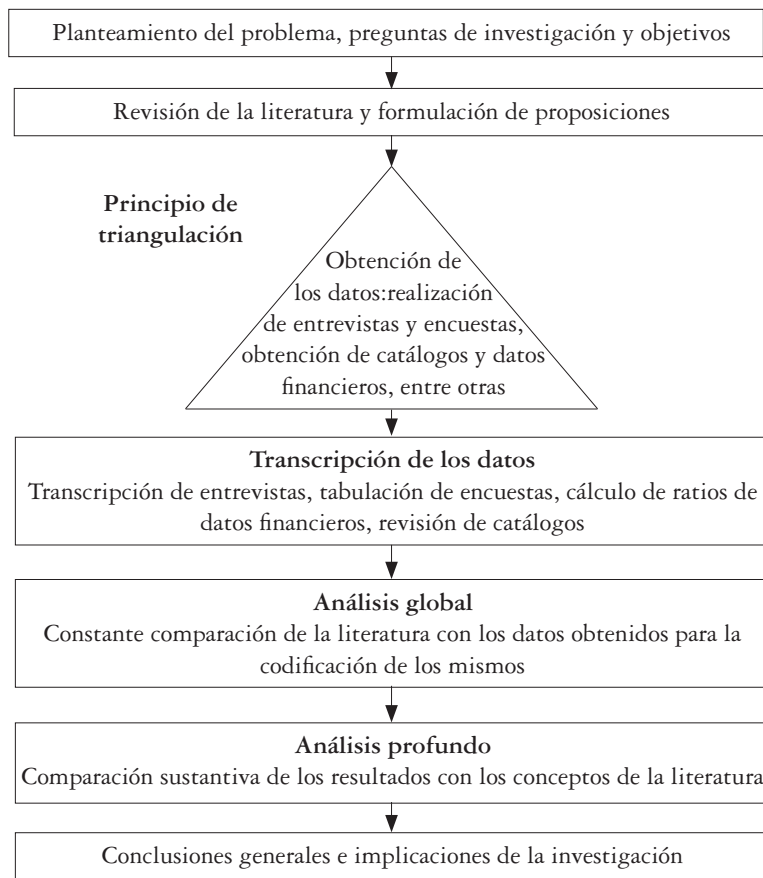 Planteamiento del problema, preguntas de investigación y objetivos
Revisión de la literatura y formulación de proposiciones
Principio de
triangulación
Obtención de
los datos:realización
de entrevistas y encuestas,
obtención de catálogos y datos
financieros, entre otras
Transcripción de los datos
Transcripción de entrevistas, tabulación de encuestas, cálculo de ratios de
datos financieros, revisión de catálogos
Análisis global
Constante comparación de la literatura con los datos obtenidos para la
codificación de los mismos
Análisis profundo
Comparación sustantiva de los resultados con los conceptos de la literatura
Conclusiones generales e implicaciones de la investigación